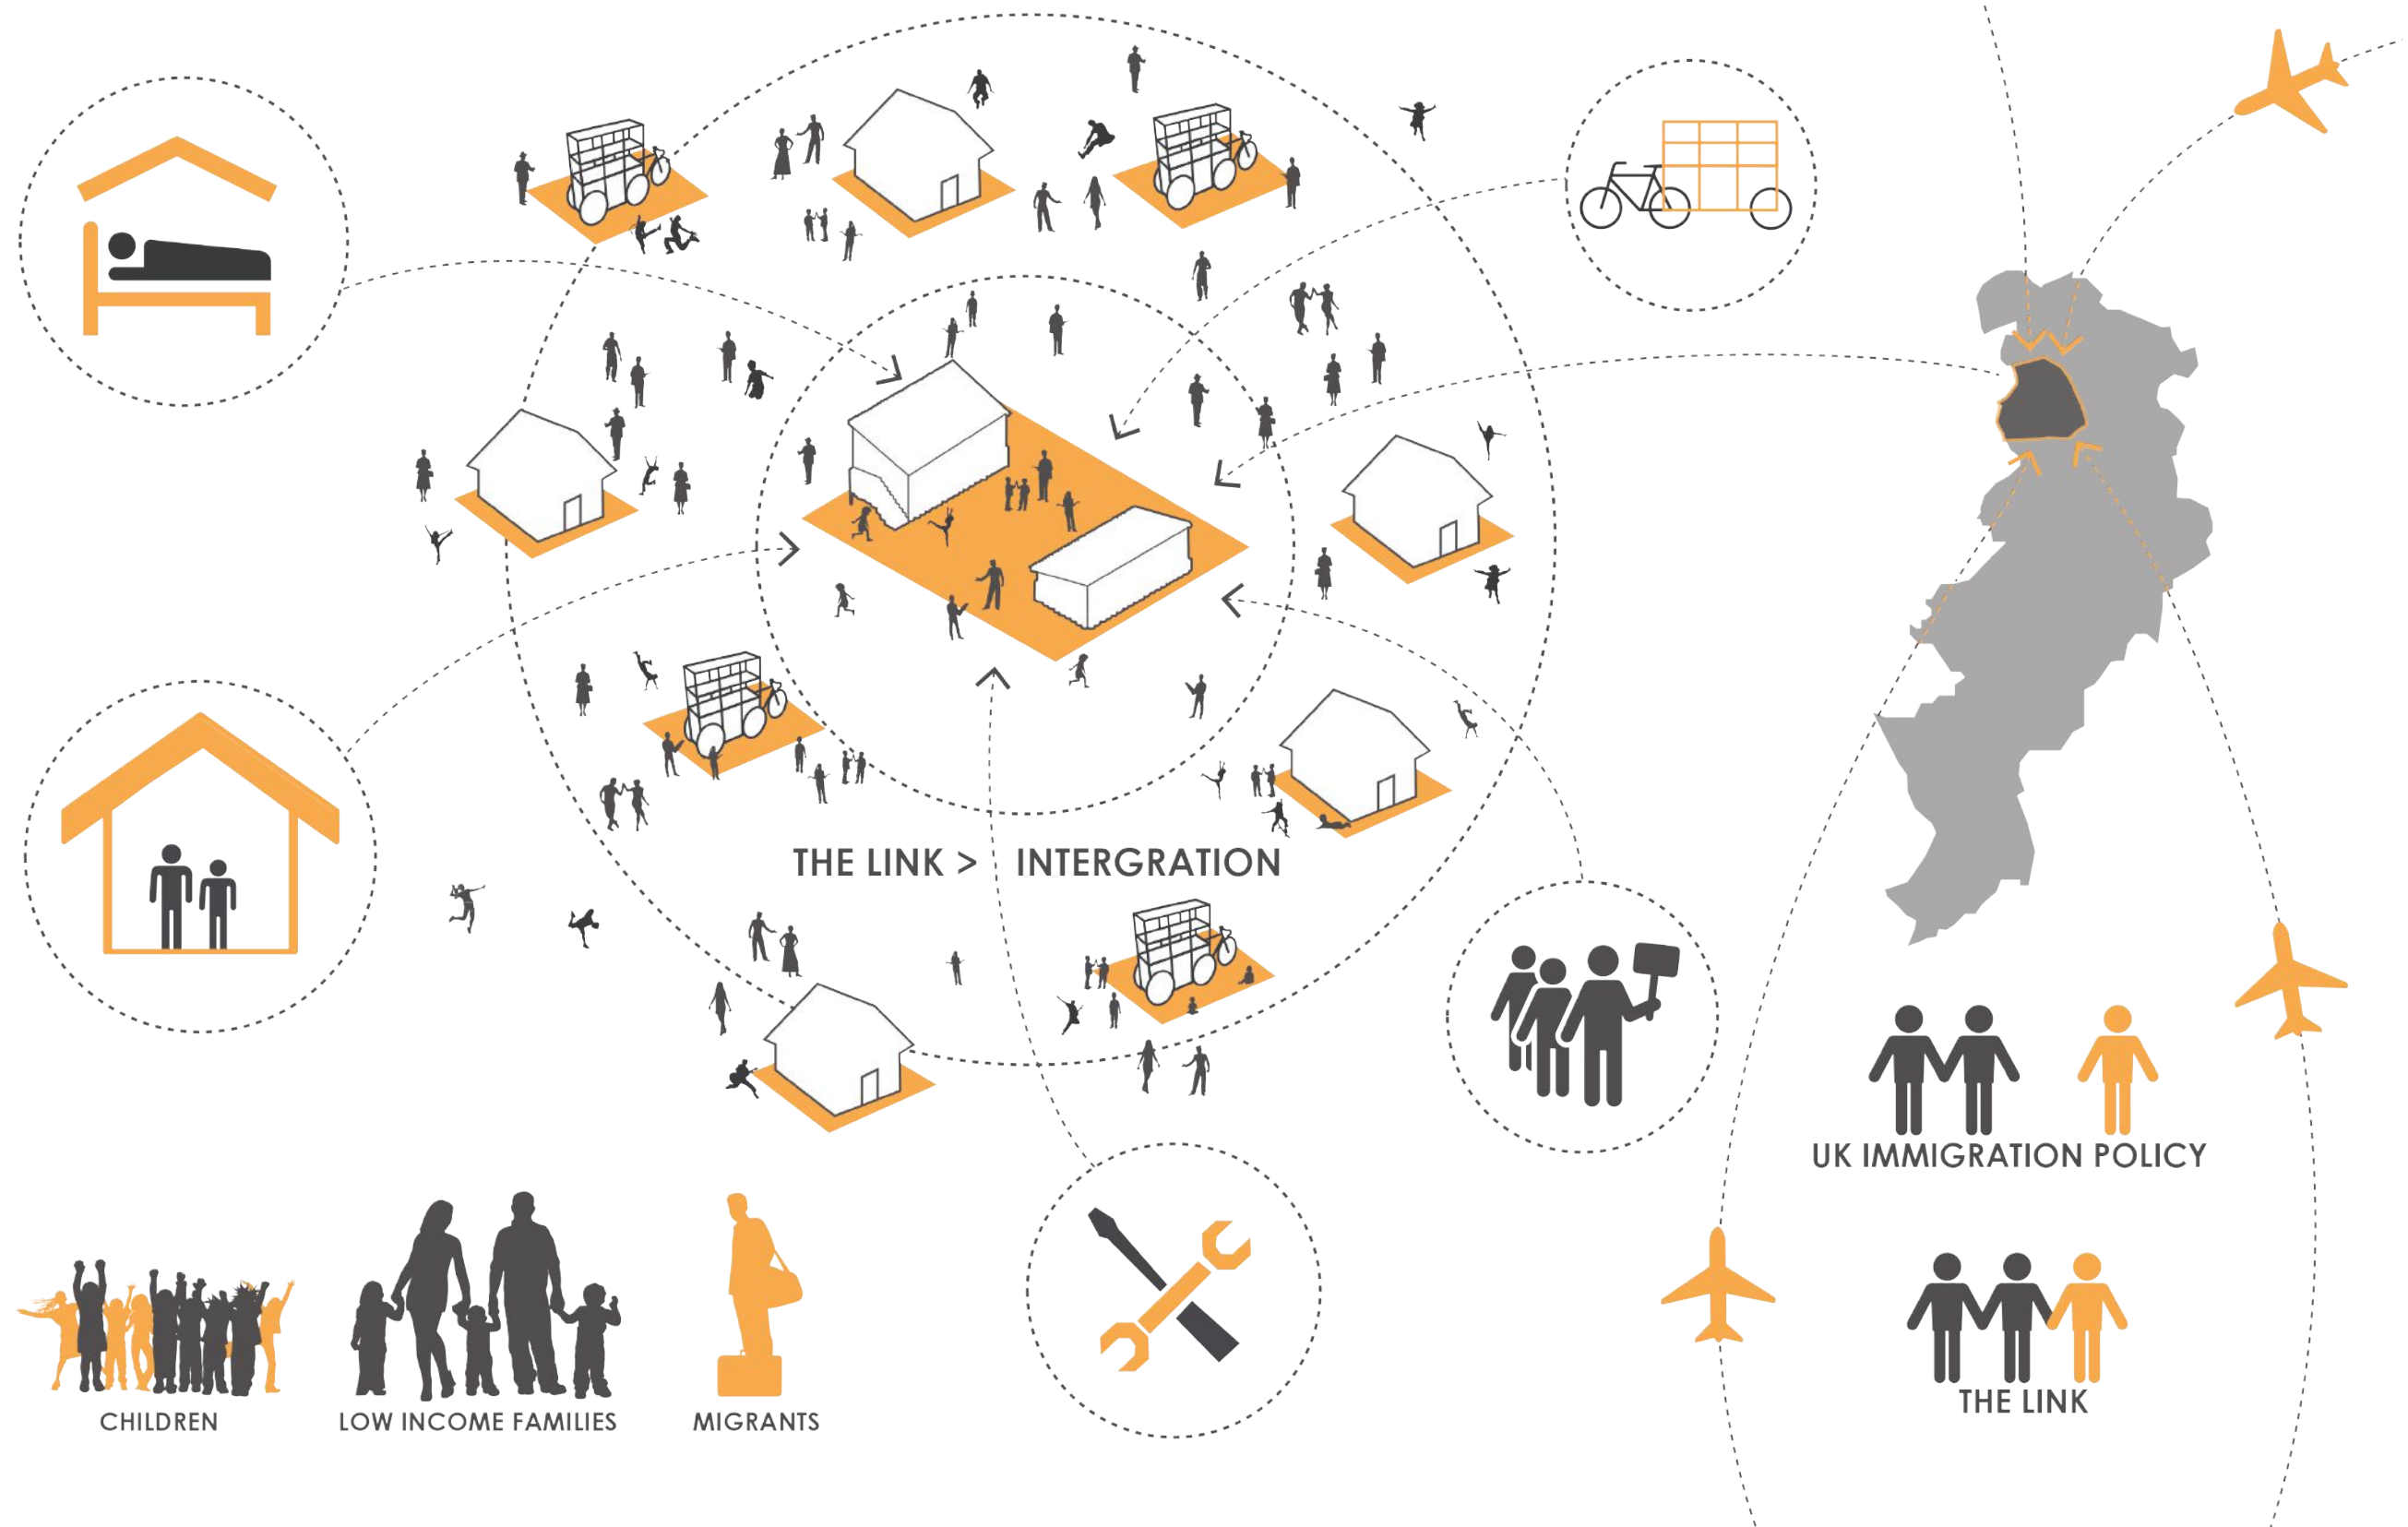 THE LINK > INTERGRATION
UK IMMIGRATION POLICY
THE LINK
CHILDREN
LOW INCOME FAMILIES
MIGRANTS